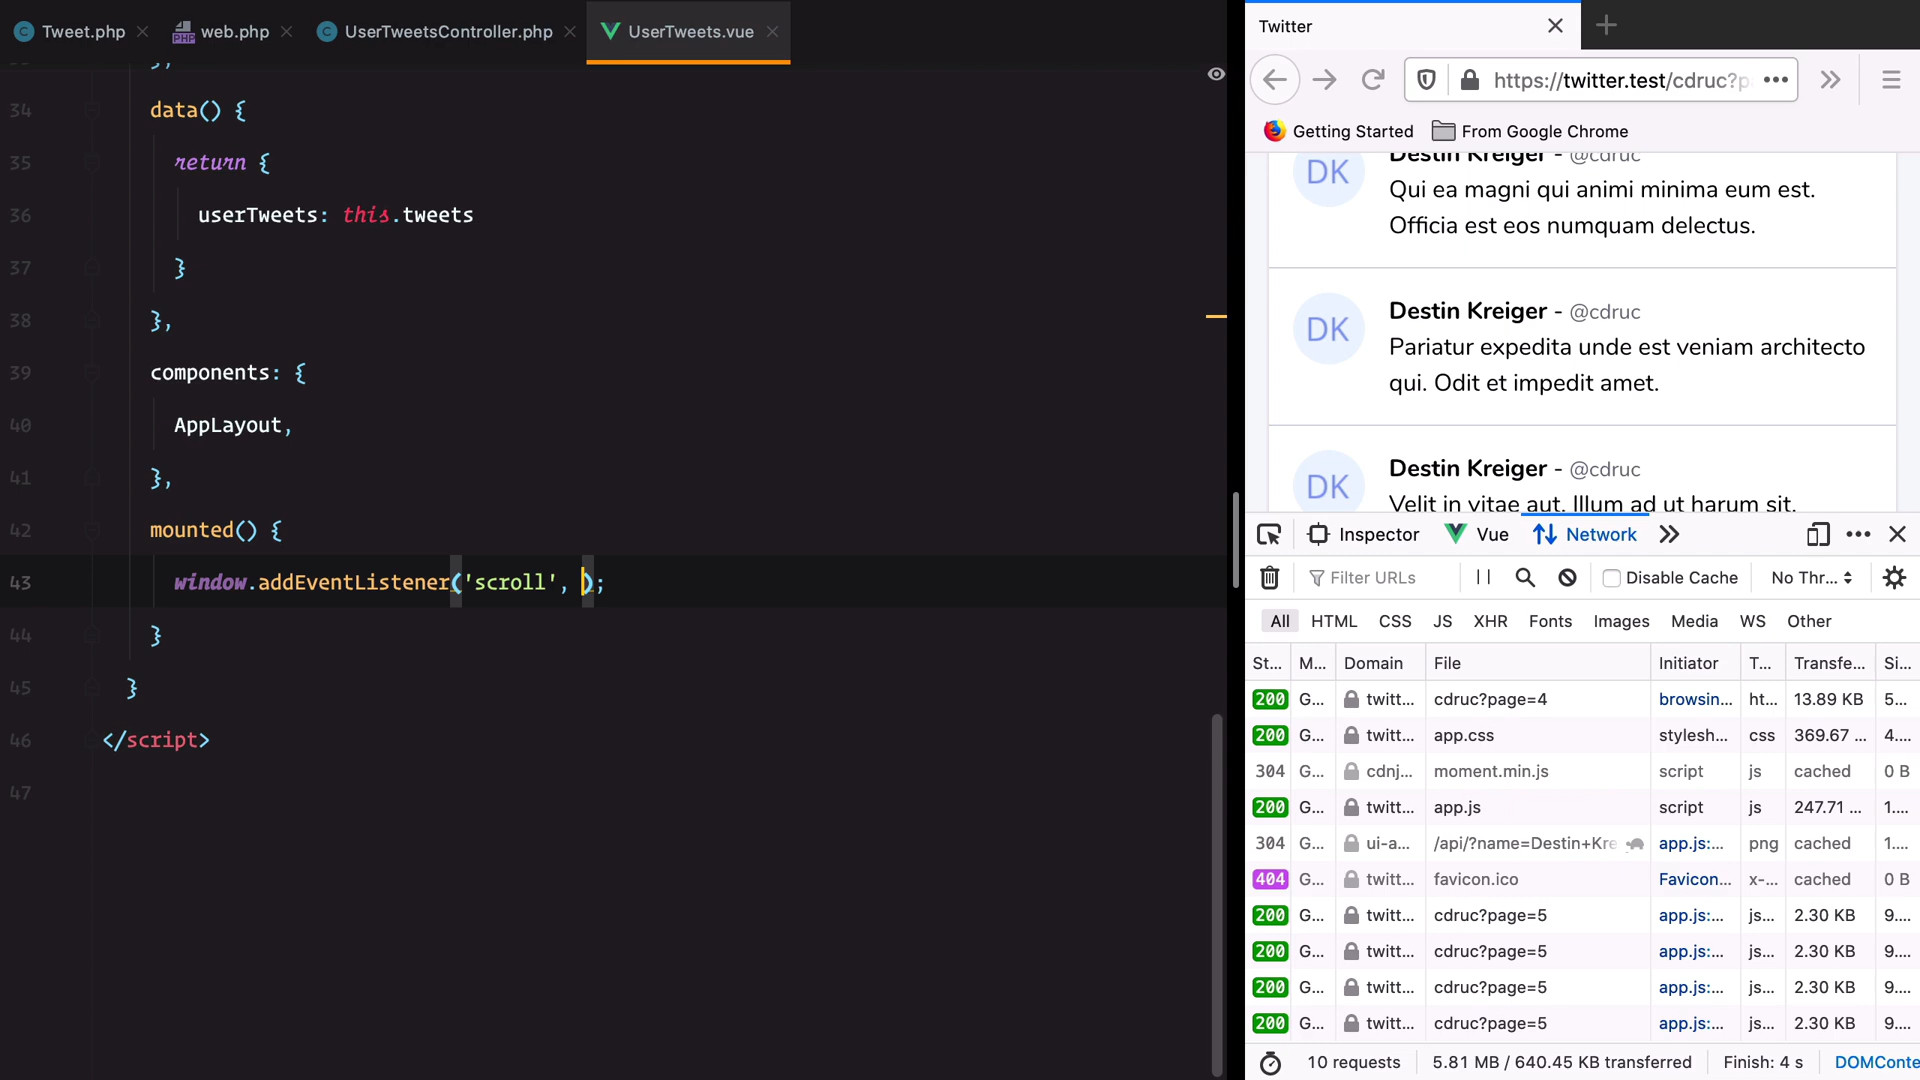 Tweet.php
web.php
UserTweetsController.php
UserTweets.vue
34 data() {
35 return {
36 userTweets: this.tweets
37 }
38 },
39 components: {
40 AppLayout,
41 },
42 mounted() {
43 window.addEventListener('scroll', );
44 }
45 }
46 </script>
47
Twitter
https://twitter.test/cdruc?p
Getting Started From Google Chrome
Destin Kreiger - @cdruc
DK
Qui ea magni qui animi minima eum est.
Officia est eos numquam delectus.
Destin Kreiger - @cdruc
DK
Pariatur expedita unde est veniam architecto
qui. Odit et impedit amet.
Destin Kreiger - @cdruc
DK
Velit in vitae aut. Illum ad ut harum sit.
Inspector Vue Network
Filter URLs Disable Cache No Thr...
All HTML CSS JS XHR Fonts Images Media WS Other
St... M... Domain File Initiator T... Transfe... Si...
200 G... twitt... cdruc?page=4 browsin... ht... 13.89 KB 5...
200 G... twitt... app.css stylesh... css 369.67 ... 4....
304 G... cdnj... moment.min.js script js cached 0 B
200 G... twitt... app.js script js 247.71 ... 1....
304 G... ui-a... /api/?name=Destin+Kre app.js:... png cached 1....
404 G... twitt... favicon.ico Favicon... x-... cached 0 B
200 G... twitt... cdruc?page=5 app.js:... js... 2.30 KB 9....
200 G... twitt... cdruc?page=5 app.js:... js... 2.30 KB 9....
200 G... twitt... cdruc?page=5 app.js:... js... 2.30 KB 9....
200 G... twitt... cdruc?page=5 app.js:... js... 2.30 KB 9....
10 requests 5.81 MB / 640.45 KB transferred Finish: 4 s DOMConte